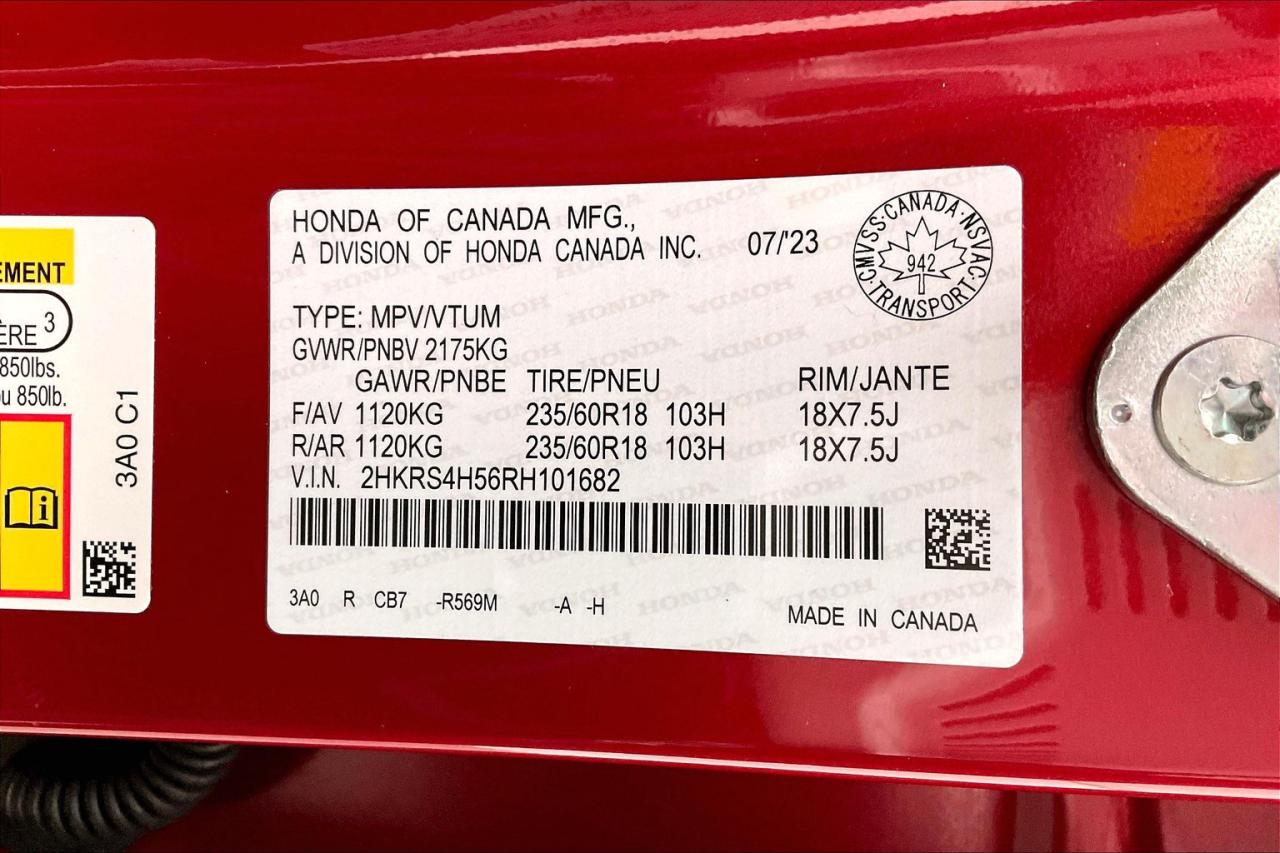 EMENT
ÈRE 3
850lbs.
ou 850lb.
3A0 C1
HONDA OF CANADA MFG.,
A DIVISION OF HONDA CANADA INC. 07/'23
CMVSS · CANADA · NSVAC · TRANSPORT ·
942
TYPE: MPV/VTUM
GVWR/PNBV 2175KG
GAWR/PNBE TIRE/PNEU RIM/JANTE
F/AV 1120KG 235/60R18 103H 18X7.5J
R/AR 1120KG 235/60R18 103H 18X7.5J
V.I.N. 2HKRS4H56RH101682
3A0 R CB7 -R569M -A -H
MADE IN CANADA